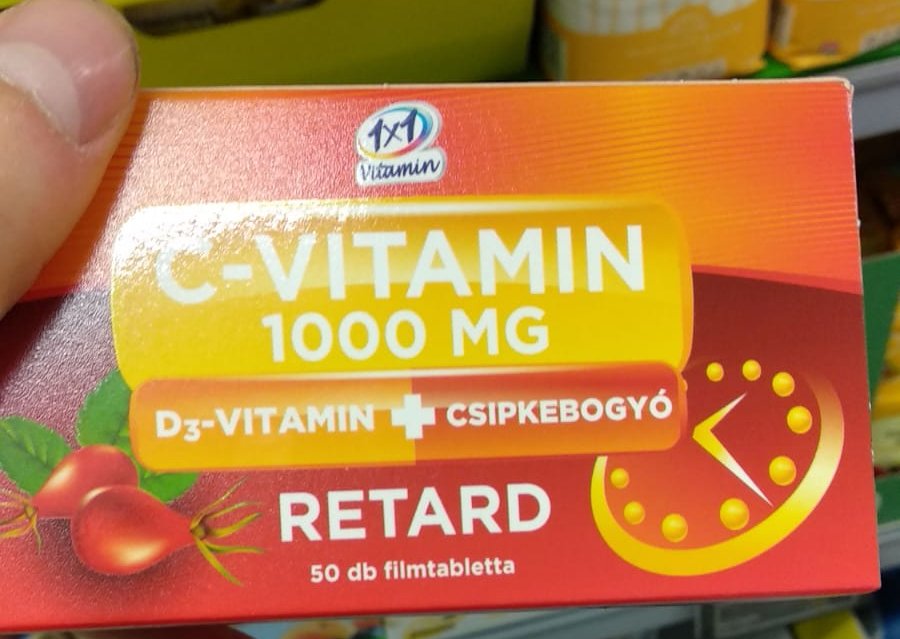 1x1
Vitamin
C-VITAMIN
1000 MG
D3-VITAMIN + CSIPKEBOGYÓ
RETARD
50 db filmtabletta